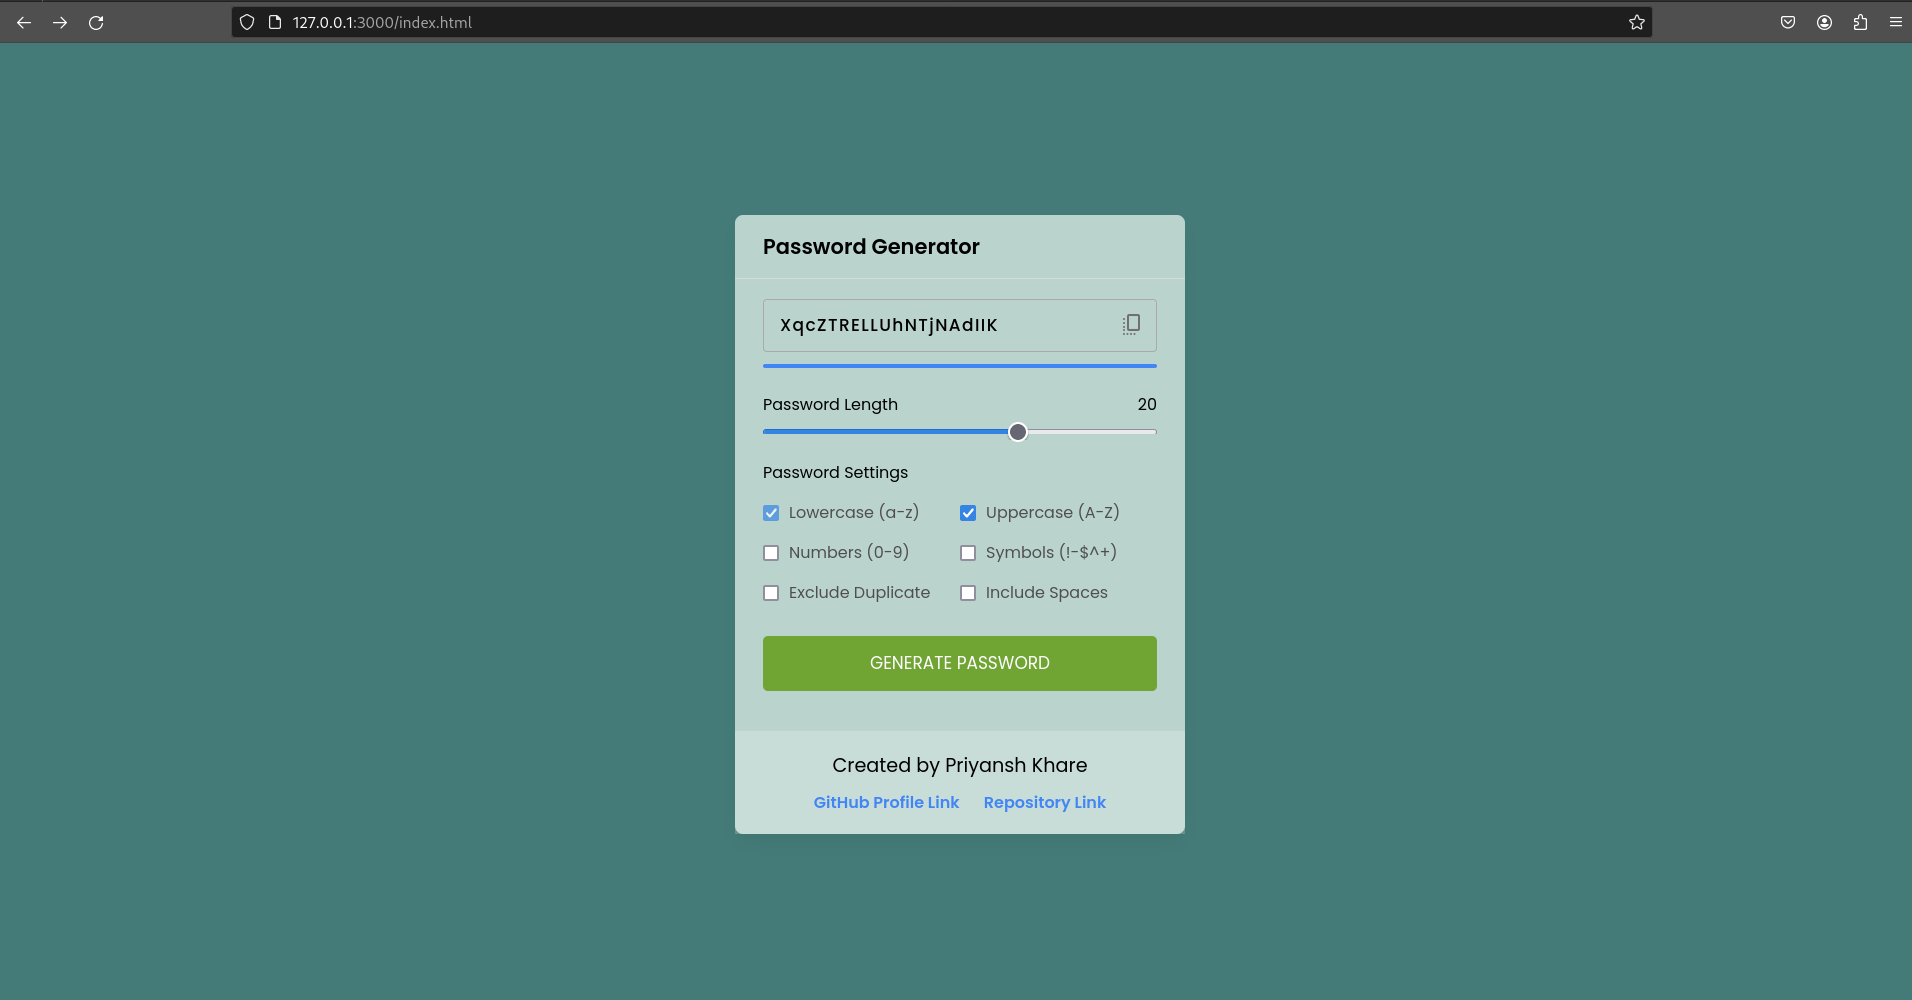 127.0.0.1:3000/index.html
Password Generator
XqcZTRELLUhNTjNAdIIK
Password Length 20
Password Settings
Lowercase (a-z) Uppercase (A-Z)
Numbers (0-9) Symbols (!-$^+)
Exclude Duplicate Include Spaces
GENERATE PASSWORD
Created by Priyansh Khare
GitHub Profile Link Repository Link